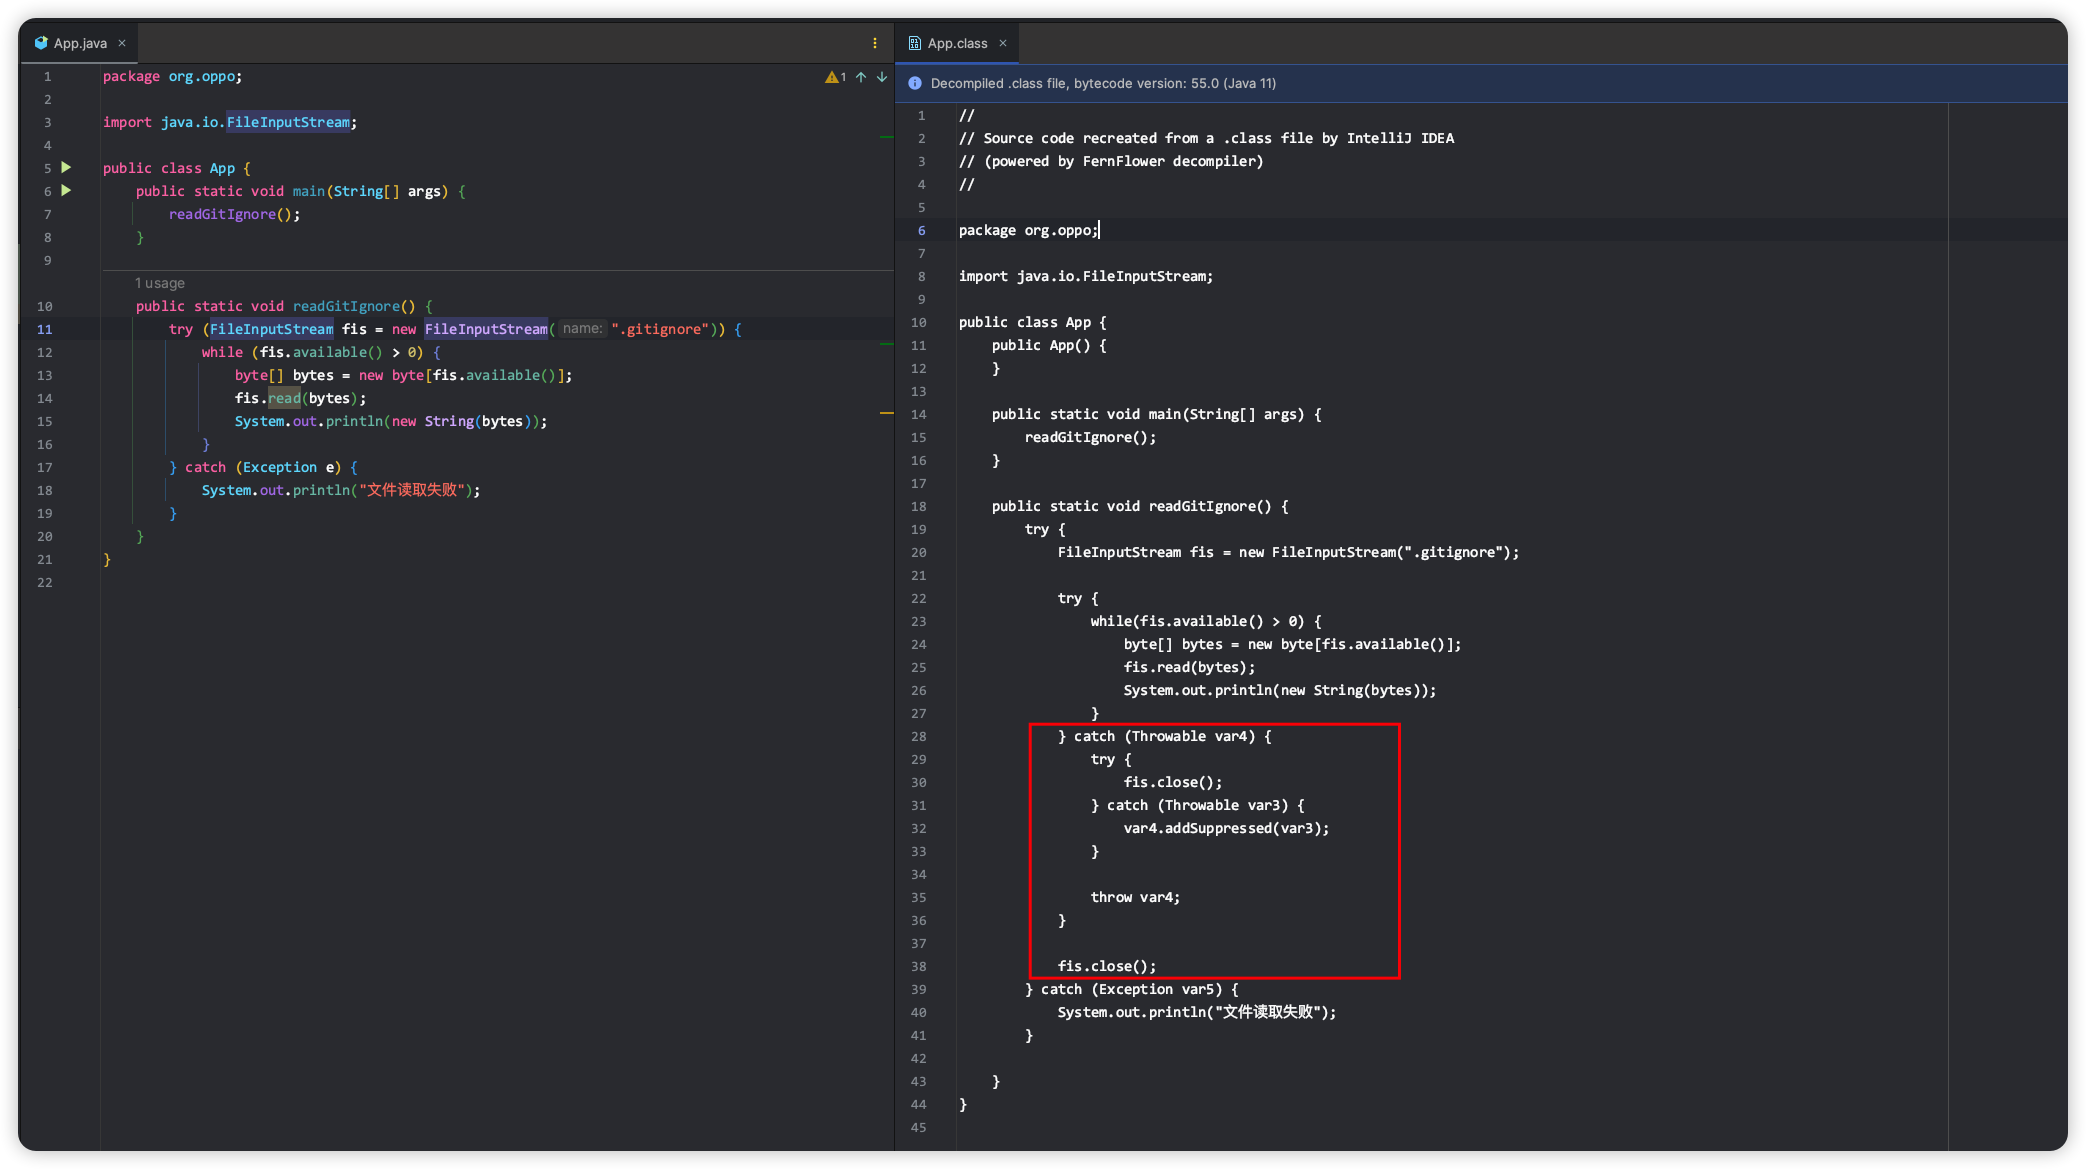 App.java
1 package org.oppo;
2
3 import java.io.FileInputStream;
4
5 public class App {
6     public static void main(String[] args) {
7         readGitIgnore();
8     }
9
1 usage
10     public static void readGitIgnore() {
11         try (FileInputStream fis = new FileInputStream( name: ".gitignore")) {
12             while (fis.available() > 0) {
13                 byte[] bytes = new byte[fis.available()];
14                 fis.read(bytes);
15                 System.out.println(new String(bytes));
16             }
17         } catch (Exception e) {
18             System.out.println("文件读取失败");
19         }
20     }
21 }
22
1
App.class
Decompiled .class file, bytecode version: 55.0 (Java 11)
1 //
2 // Source code recreated from a .class file by IntelliJ IDEA
3 // (powered by FernFlower decompiler)
4 //
5
6 package org.oppo;
7
8 import java.io.FileInputStream;
9
10 public class App {
11     public App() {
12     }
13
14     public static void main(String[] args) {
15         readGitIgnore();
16     }
17
18     public static void readGitIgnore() {
19         try {
20             FileInputStream fis = new FileInputStream(".gitignore");
21
22             try {
23                 while(fis.available() > 0) {
24                     byte[] bytes = new byte[fis.available()];
25                     fis.read(bytes);
26                     System.out.println(new String(bytes));
27                 }
28             } catch (Throwable var4) {
29                 try {
30                     fis.close();
31                 } catch (Throwable var3) {
32                     var4.addSuppressed(var3);
33                 }
34
35                 throw var4;
36             }
37
38             fis.close();
39         } catch (Exception var5) {
40             System.out.println("文件读取失败");
41         }
42
43     }
44 }
45